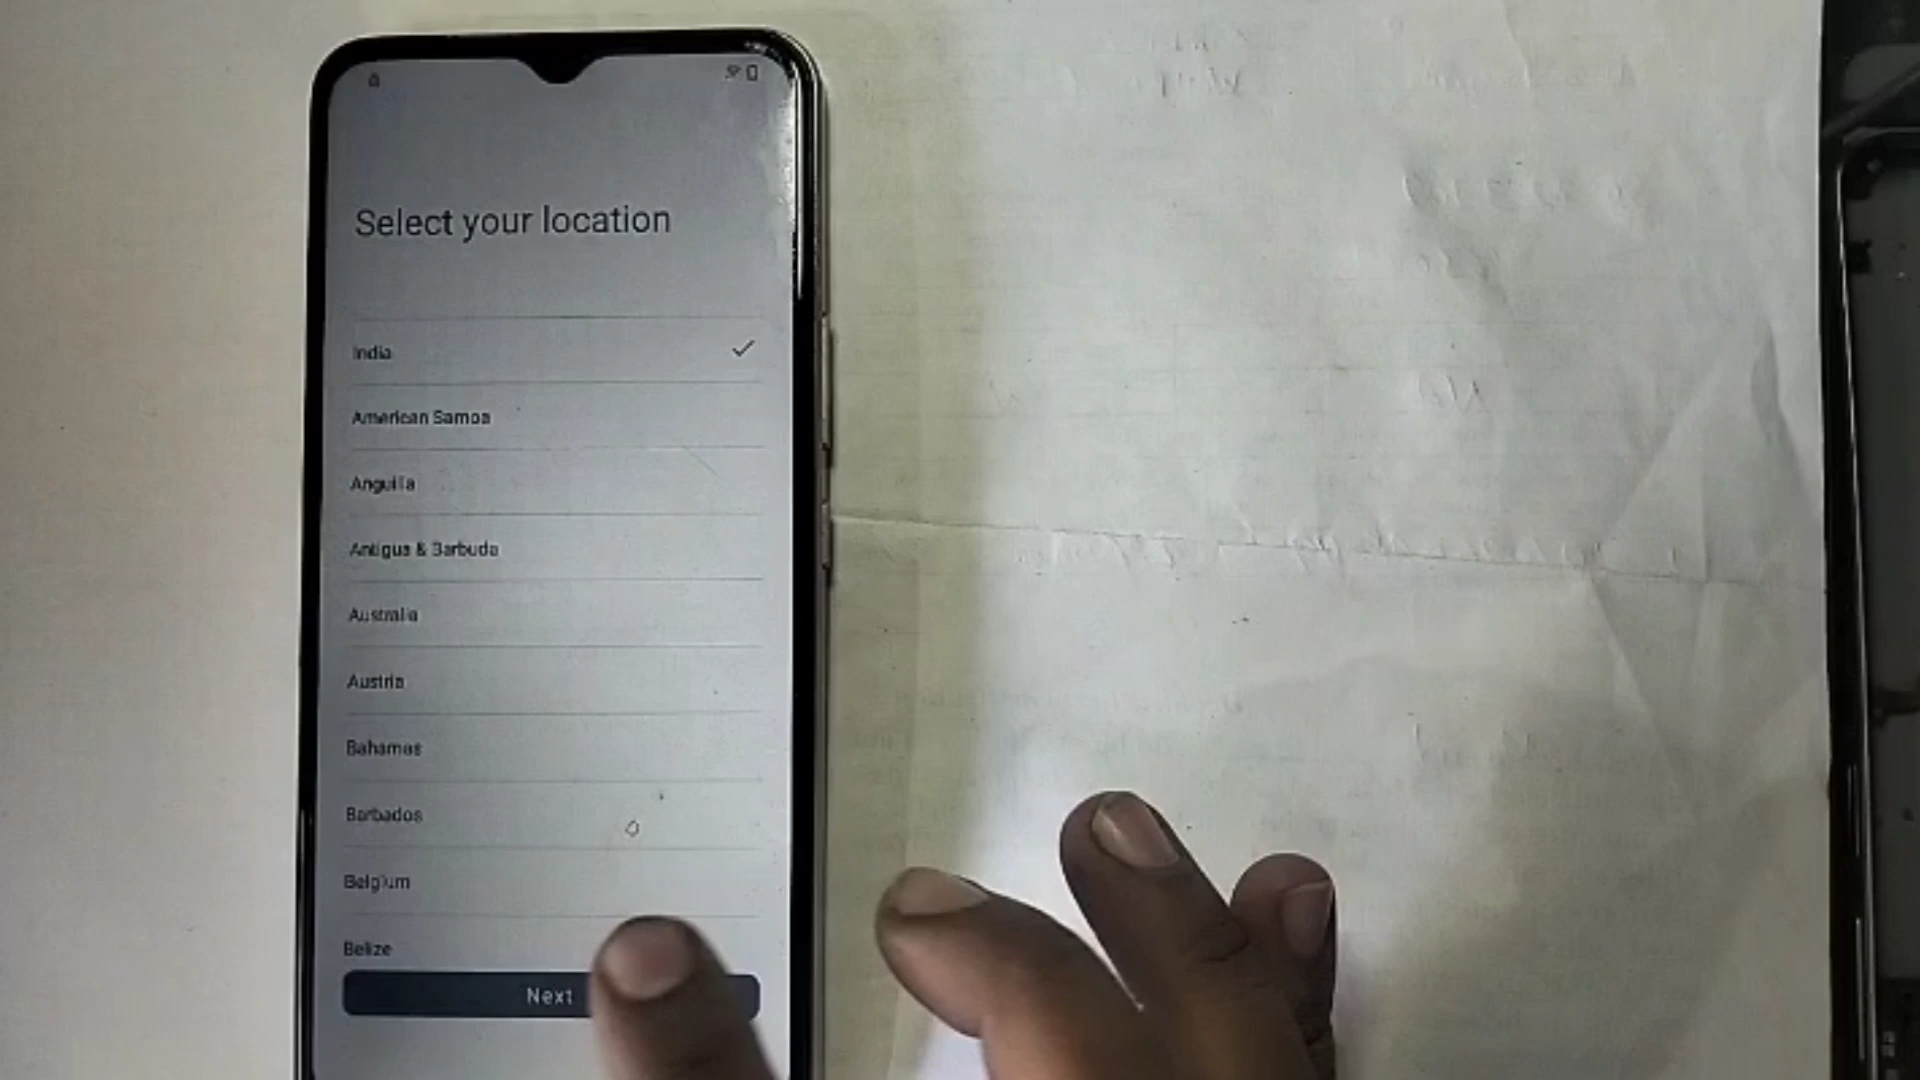 Select your location
India
American Samoa
Anguilla
Antigua & Barbuda
Australia
Austria
Bahamas
Barbados
Belgium
Belize
Next